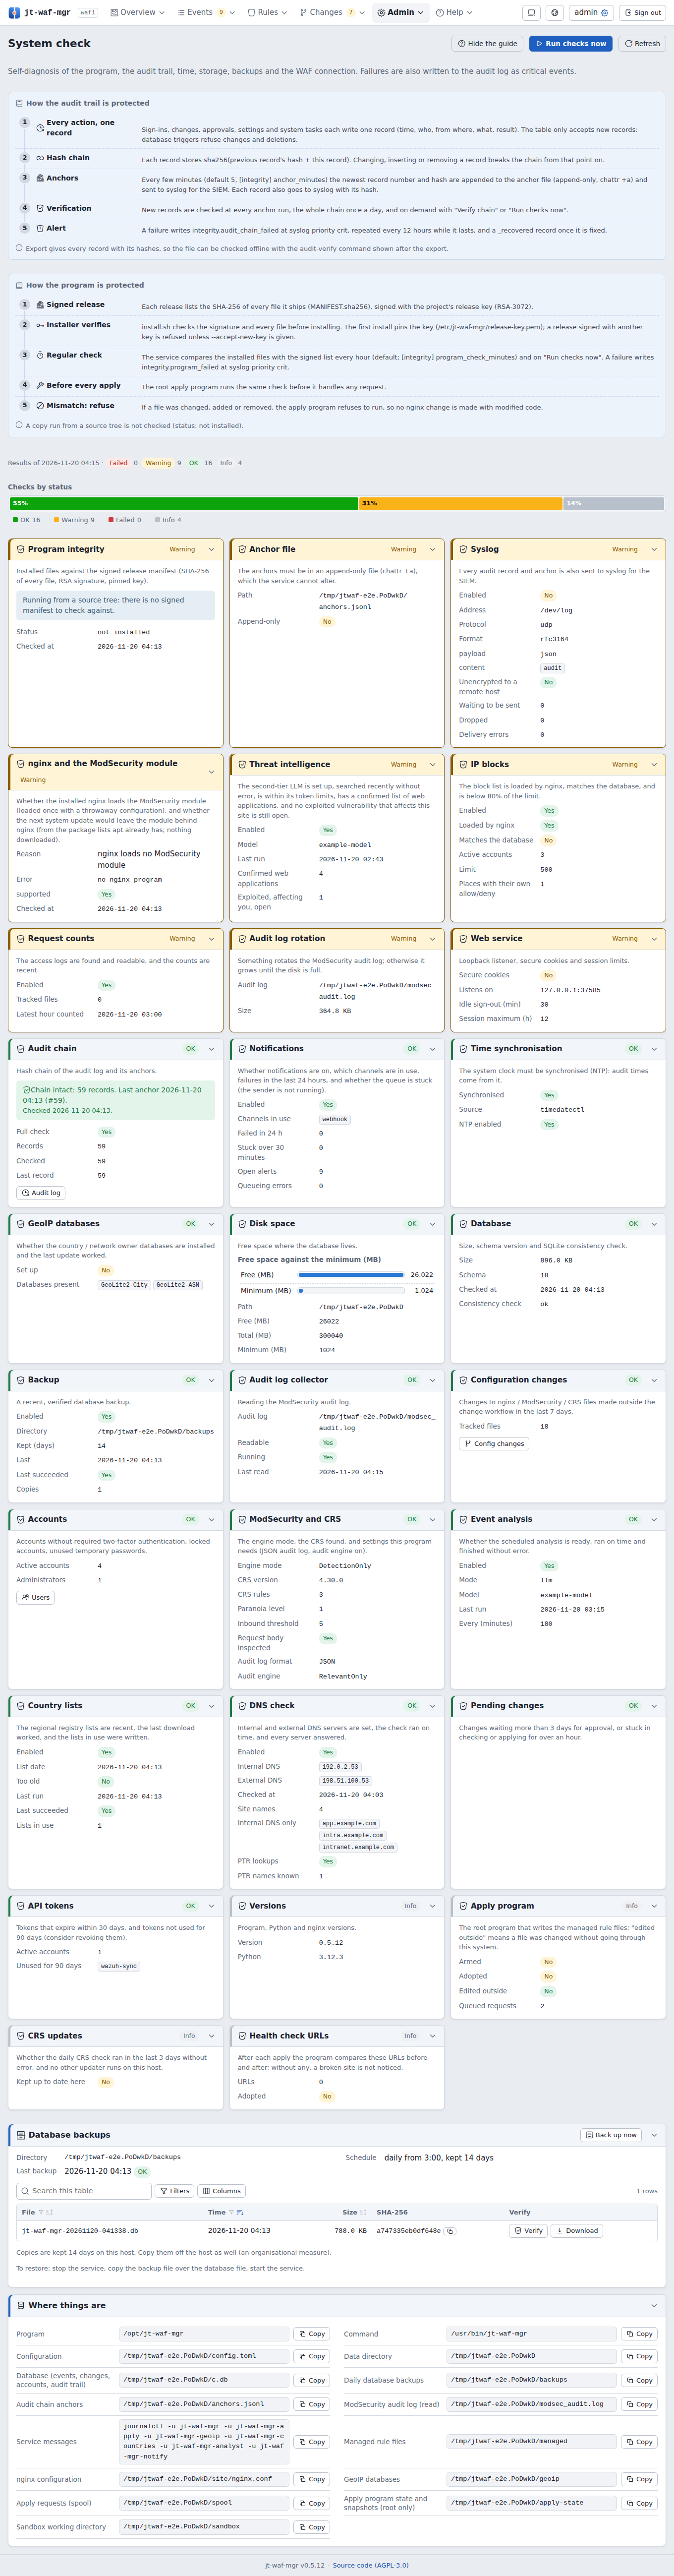 jt-waf-mgr waf1 Overview Events 9 Rules Changes 7 Admin Help admin Sign out
System check Hide the guide Run checks now Refresh
Self-diagnosis of the program, the audit trail, time, storage, backups and the WAF connection. Failures are also written to the audit log as critical events.
How the audit trail is protected
1 Every action, one record
Sign-ins, changes, approvals, settings and system tasks each write one record (time, who, from where, what, result). The table only accepts new records: database triggers refuse changes and deletions.
2 Hash chain Each record stores sha256(previous record's hash + this record). Changing, inserting or removing a record breaks the chain from that point on.
3 Anchors Every few minutes (default 5, [integrity] anchor_minutes) the newest record number and hash are appended to the anchor file (append-only, chattr +a) and sent to syslog for the SIEM. Each record also goes to syslog with its hash.
4 Verification New records are checked at every anchor run, the whole chain once a day, and on demand with "Verify chain" or "Run checks now".
5 Alert A failure writes integrity.audit_chain_failed at syslog priority crit, repeated every 12 hours while it lasts, and a _recovered record once it is fixed.
Export gives every record with its hashes, so the file can be checked offline with the audit-verify command shown after the export.
How the program is protected
1 Signed release Each release lists the SHA-256 of every file it ships (MANIFEST.sha256), signed with the project's release key (RSA-3072).
2 Installer verifies install.sh checks the signature and every file before installing. The first install pins the key (/etc/jt-waf-mgr/release-key.pem); a release signed with another key is refused unless --accept-new-key is given.
3 Regular check The service compares the installed files with the signed list every hour (default; [integrity] program_check_minutes) and on "Run checks now". A failure writes integrity.program_failed at syslog priority crit.
4 Before every apply The root apply program runs the same check before it handles any request.
5 Mismatch: refuse If a file was changed, added or removed, the apply program refuses to run, so no nginx change is made with modified code.
A copy run from a source tree is not checked (status: not installed).
Results of 2026-11-20 04:15 · Failed 0 Warning 9 OK 16 Info 4
Checks by status
55% 31% 14%
OK 16 Warning 9 Failed 0 Info 4
Program integrity Warning
Installed files against the signed release manifest (SHA-256 of every file, RSA signature, pinned key).
Running from a source tree: there is no signed manifest to check against.
Status not_installed
Checked at 2026-11-20 04:13
Anchor file Warning
The anchors must be in an append-only file (chattr +a), which the service cannot alter.
Path /tmp/jtwaf-e2e.PoDwkD/anchors.jsonl
Append-only No
Syslog Warning
Every audit record and anchor is also sent to syslog for the SIEM.
Enabled No
Address /dev/log
Protocol udp
Format rfc3164
payload json
content audit
Unencrypted to a remote host No
Waiting to be sent 0
Dropped 0
Delivery errors 0
nginx and the ModSecurity module
Warning
Whether the installed nginx loads the ModSecurity module (loaded once with a throwaway configuration), and whether the next system update would leave the module behind nginx (from the package lists apt already has; nothing downloaded).
Reason nginx loads no ModSecurity module
Error no nginx program
supported Yes
Checked at 2026-11-20 04:13
Threat intelligence Warning
The second-tier LLM is set up, searched recently without error, is within its token limits, has a confirmed list of web applications, and no exploited vulnerability that affects this site is still open.
Enabled Yes
Model example-model
Last run 2026-11-20 02:43
Confirmed web applications 4
Exploited, affecting you, open 1
IP blocks Warning
The block list is loaded by nginx, matches the database, and is below 80% of the limit.
Enabled Yes
Loaded by nginx Yes
Matches the database No
Active accounts 3
Limit 500
Places with their own allow/deny 1
Request counts Warning
The access logs are found and readable, and the counts are recent.
Enabled Yes
Tracked files 0
Latest hour counted 2026-11-20 03:00
Audit log rotation Warning
Something rotates the ModSecurity audit log; otherwise it grows until the disk is full.
Audit log /tmp/jtwaf-e2e.PoDwkD/modsec_audit.log
Size 364.8 KB
Web service Warning
Loopback listener, secure cookies and session limits.
Secure cookies No
Listens on 127.0.0.1:37585
Idle sign-out (min) 30
Session maximum (h) 12
Audit chain OK
Hash chain of the audit log and its anchors.
Chain intact: 59 records. Last anchor 2026-11-20 04:13 (#59).
Checked 2026-11-20 04:13.
Full check Yes
Records 59
Checked 59
Last record 59
Audit log
Notifications OK
Whether notifications are on, which channels are in use, failures in the last 24 hours, and whether the queue is stuck (the sender is not running).
Enabled Yes
Channels in use webhook
Failed in 24 h 0
Stuck over 30 minutes 0
Open alerts 9
Queueing errors 0
Time synchronisation OK
The system clock must be synchronised (NTP): audit times come from it.
Synchronised Yes
Source timedatectl
NTP enabled Yes
GeoIP databases OK
Whether the country / network owner databases are installed and the last update worked.
Set up No
Databases present GeoLite2-City GeoLite2-ASN
Disk space OK
Free space where the database lives.
Free space against the minimum (MB)
Free (MB) 26,022
Minimum (MB) 1,024
Path /tmp/jtwaf-e2e.PoDwkD
Free (MB) 26022
Total (MB) 300040
Minimum (MB) 1024
Database OK
Size, schema version and SQLite consistency check.
Size 896.0 KB
Schema 18
Checked at 2026-11-20 04:13
Consistency check ok
Backup OK
A recent, verified database backup.
Enabled Yes
Directory /tmp/jtwaf-e2e.PoDwkD/backups
Kept (days) 14
Last 2026-11-20 04:13
Last succeeded Yes
Copies 1
Audit log collector OK
Reading the ModSecurity audit log.
Audit log /tmp/jtwaf-e2e.PoDwkD/modsec_audit.log
Readable Yes
Running Yes
Last read 2026-11-20 04:15
Configuration changes OK
Changes to nginx / ModSecurity / CRS files made outside the change workflow in the last 7 days.
Tracked files 18
Config changes
Accounts OK
Accounts without required two-factor authentication, locked accounts, unused temporary passwords.
Active accounts 4
Administrators 1
Users
ModSecurity and CRS OK
The engine mode, the CRS found, and settings this program needs (JSON audit log, audit engine on).
Engine mode DetectionOnly
CRS version 4.30.0
CRS rules 3
Paranoia level 1
Inbound threshold 5
Request body inspected Yes
Audit log format JSON
Audit engine RelevantOnly
Event analysis OK
Whether the scheduled analysis is ready, ran on time and finished without error.
Enabled Yes
Mode llm
Model example-model
Last run 2026-11-20 03:15
Every (minutes) 180
Country lists OK
The regional registry lists are recent, the last download worked, and the lists in use were written.
Enabled Yes
List date 2026-11-20 04:13
Too old No
Last run 2026-11-20 04:13
Last succeeded Yes
Lists in use 1
DNS check OK
Internal and external DNS servers are set, the check ran on time, and every server answered.
Enabled Yes
Internal DNS 192.0.2.53
External DNS 198.51.100.53
Checked at 2026-11-20 04:03
Site names 4
Internal DNS only app.example.com intra.example.com intranet.example.com
PTR lookups Yes
PTR names known 1
Pending changes OK
Changes waiting more than 3 days for approval, or stuck in checking or applying for over an hour.
API tokens OK
Tokens that expire within 30 days, and tokens not used for 90 days (consider revoking them).
Active accounts 1
Unused for 90 days wazuh-sync
Versions Info
Program, Python and nginx versions.
Version 0.5.12
Python 3.12.3
Apply program Info
The root program that writes the managed rule files; "edited outside" means a file was changed without going through this system.
Armed No
Adopted No
Edited outside No
Queued requests 2
CRS updates Info
Whether the daily CRS check ran in the last 3 days without error, and no other updater runs on this host.
Kept up to date here No
Health check URLs Info
After each apply the program compares these URLs before and after; without any, a broken site is not noticed.
URLs 0
Adopted No
Database backups Back up now
Directory /tmp/jtwaf-e2e.PoDwkD/backups Schedule daily from 3:00, kept 14 days
Last backup 2026-11-20 04:13 OK
Search this table Filters Columns 1 rows
File Time Size SHA-256 Verify
jt-waf-mgr-20261120-041338.db 2026-11-20 04:13 788.0 KB a747335eb0df648e Verify Download
Copies are kept 14 days on this host. Copy them off the host as well (an organisational measure).
To restore: stop the service, copy the backup file over the database file, start the service.
Where things are
Program /opt/jt-waf-mgr Copy Command /usr/bin/jt-waf-mgr Copy
Configuration /tmp/jtwaf-e2e.PoDwkD/config.toml Copy Data directory /tmp/jtwaf-e2e.PoDwkD Copy
Database (events, changes, accounts, audit trail) /tmp/jtwaf-e2e.PoDwkD/c.db Copy Daily database backups /tmp/jtwaf-e2e.PoDwkD/backups Copy
Audit chain anchors /tmp/jtwaf-e2e.PoDwkD/anchors.jsonl Copy ModSecurity audit log (read) /tmp/jtwaf-e2e.PoDwkD/modsec_audit.log Copy
Service messages journalctl -u jt-waf-mgr -u jt-waf-mgr-apply -u jt-waf-mgr-geoip -u jt-waf-mgr-countries -u jt-waf-mgr-analyst -u jt-waf-mgr-notify Copy Managed rule files /tmp/jtwaf-e2e.PoDwkD/managed Copy
nginx configuration /tmp/jtwaf-e2e.PoDwkD/site/nginx.conf Copy GeoIP databases /tmp/jtwaf-e2e.PoDwkD/geoip Copy
Apply requests (spool) /tmp/jtwaf-e2e.PoDwkD/spool Copy Apply program state and snapshots (root only) /tmp/jtwaf-e2e.PoDwkD/apply-state Copy
Sandbox working directory /tmp/jtwaf-e2e.PoDwkD/sandbox Copy
jt-waf-mgr v0.5.12 · Source code (AGPL-3.0)